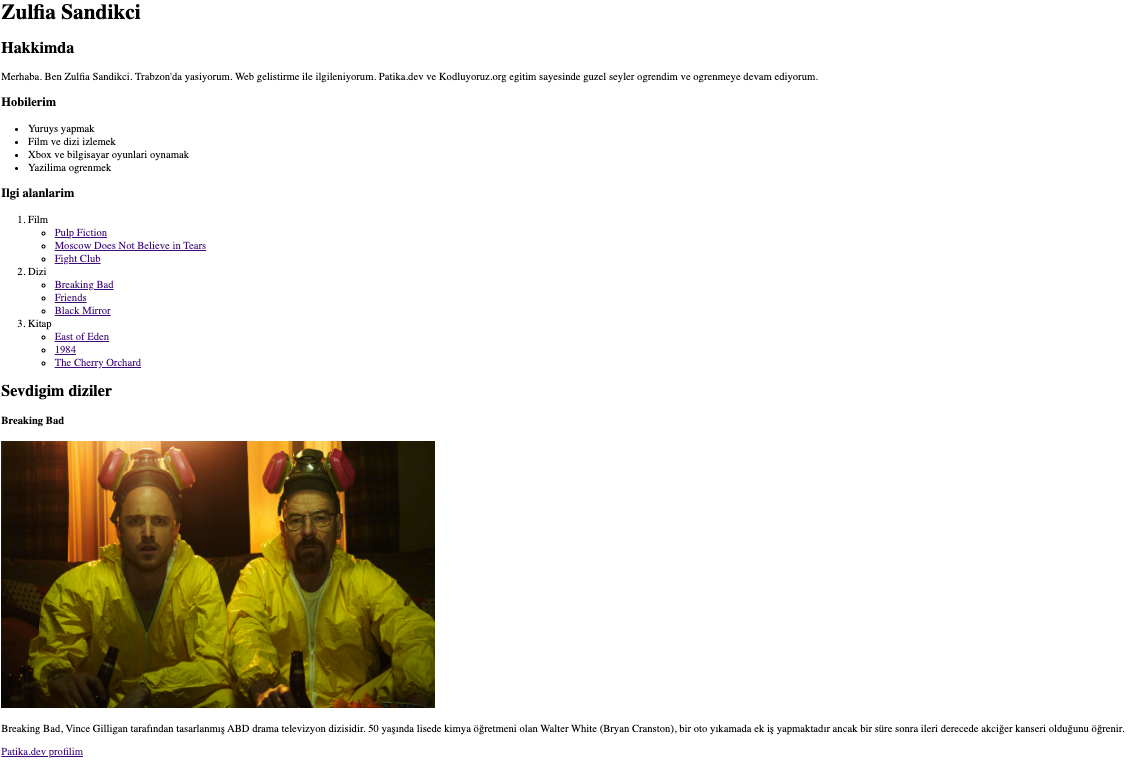 Zulfia Sandikci
Hakkimda
Merhaba. Ben Zulfia Sandikci. Trabzon'da yasiyorum. Web gelistirme ile ilgileniyorum. Patika.dev ve Kodluyoruz.org egitim sayesinde guzel seyler ogrendim ve ogrenmeye devam ediyorum.
Hobilerim
• Yuruys yapmak
• Film ve dizi izlemek
• Xbox ve bilgisayar oyunlari oynamak
• Yazilima ogrenmek
Ilgi alanlarim
1. Film
Pulp Fiction
Moscow Does Not Believe in Tears
Fight Club
2. Dizi
Breaking Bad
Friends
Black Mirror
3. Kitap
East of Eden
1984
The Cherry Orchard
Sevdigim diziler
Breaking Bad
Breaking Bad, Vince Gilligan tarafından tasarlanmış ABD drama televizyon dizisidir. 50 yaşında lisede kimya öğretmeni olan Walter White (Bryan Cranston), bir oto yıkamada ek iş yapmaktadır ancak bir süre sonra ileri derecede akciğer kanseri olduğunu öğrenir.
Patika.dev profilim